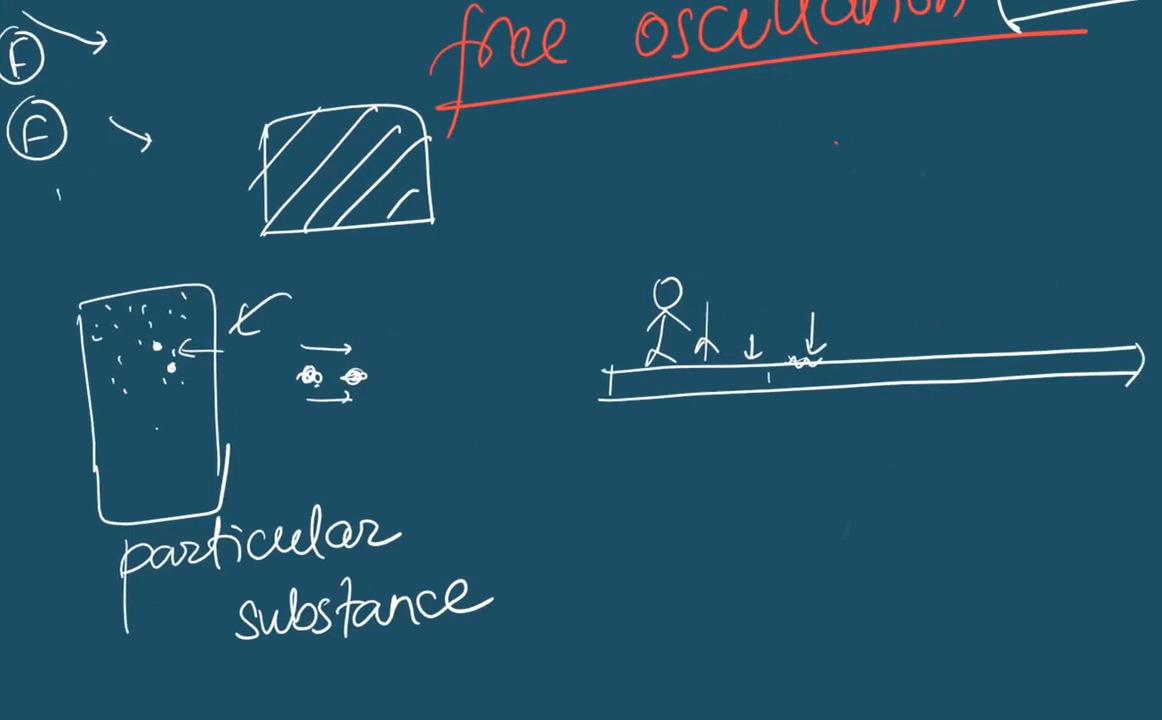 free oscillation
F
F
particular
substance